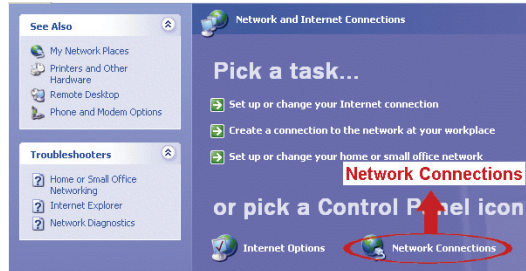 See Also
My Network Places
Printers and Other
Hardware
Remote Desktop
Phone and Modem Options
Troubleshooters
Home or Small Office
Networking
Internet Explorer
Network Diagnostics
Network and Internet Connections
Pick a task...
Set up or change your Internet connection
Create a connection to the network at your workplace
Set up or change your home or small office network
Network Connections
or pick a Control Panel icon
Internet Options
Network Connections